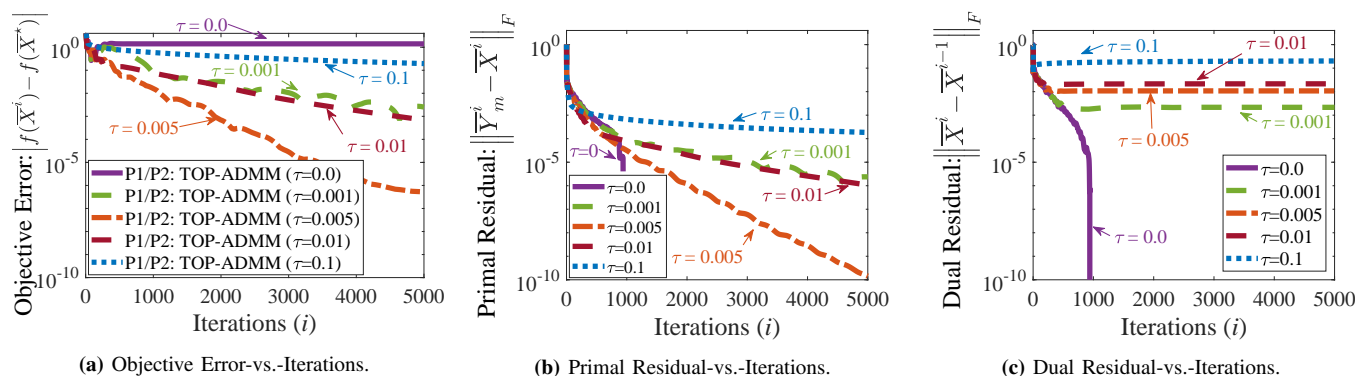 Objective Error: |f(X̅ⁱ) − f(X̅*)|
10⁰
10⁻⁵
10⁻¹⁰
τ = 0.0
τ = 0.1
τ = 0.001
τ = 0.005
τ = 0.01
P1/P2: TOP-ADMM (τ=0.0)
P1/P2: TOP-ADMM (τ=0.001)
P1/P2: TOP-ADMM (τ=0.005)
P1/P2: TOP-ADMM (τ=0.01)
P1/P2: TOP-ADMM (τ=0.1)
0 1000 2000 3000 4000 5000
Iterations (i)
(a) Objective Error-vs.-Iterations.
Primal Residual: ‖Y̅ⁱₘ − X̅ⁱ‖_F
10⁰
10⁻⁵
10⁻¹⁰
τ = 0.1
τ=0
τ = 0.001
τ = 0.01
τ = 0.005
τ=0.0
τ=0.001
τ=0.005
τ=0.01
τ=0.1
0 1000 2000 3000 4000 5000
Iterations (i)
(b) Primal Residual-vs.-Iterations.
Dual Residual: ‖X̅ⁱ − X̅ⁱ⁻¹‖_F
10⁰
10⁻⁵
10⁻¹⁰
τ = 0.1
τ = 0.01
τ = 0.005
τ = 0.001
τ = 0.0
τ=0.0
τ=0.001
τ=0.005
τ=0.01
τ=0.1
0 1000 2000 3000 4000 5000
Iterations (i)
(c) Dual Residual-vs.-Iterations.